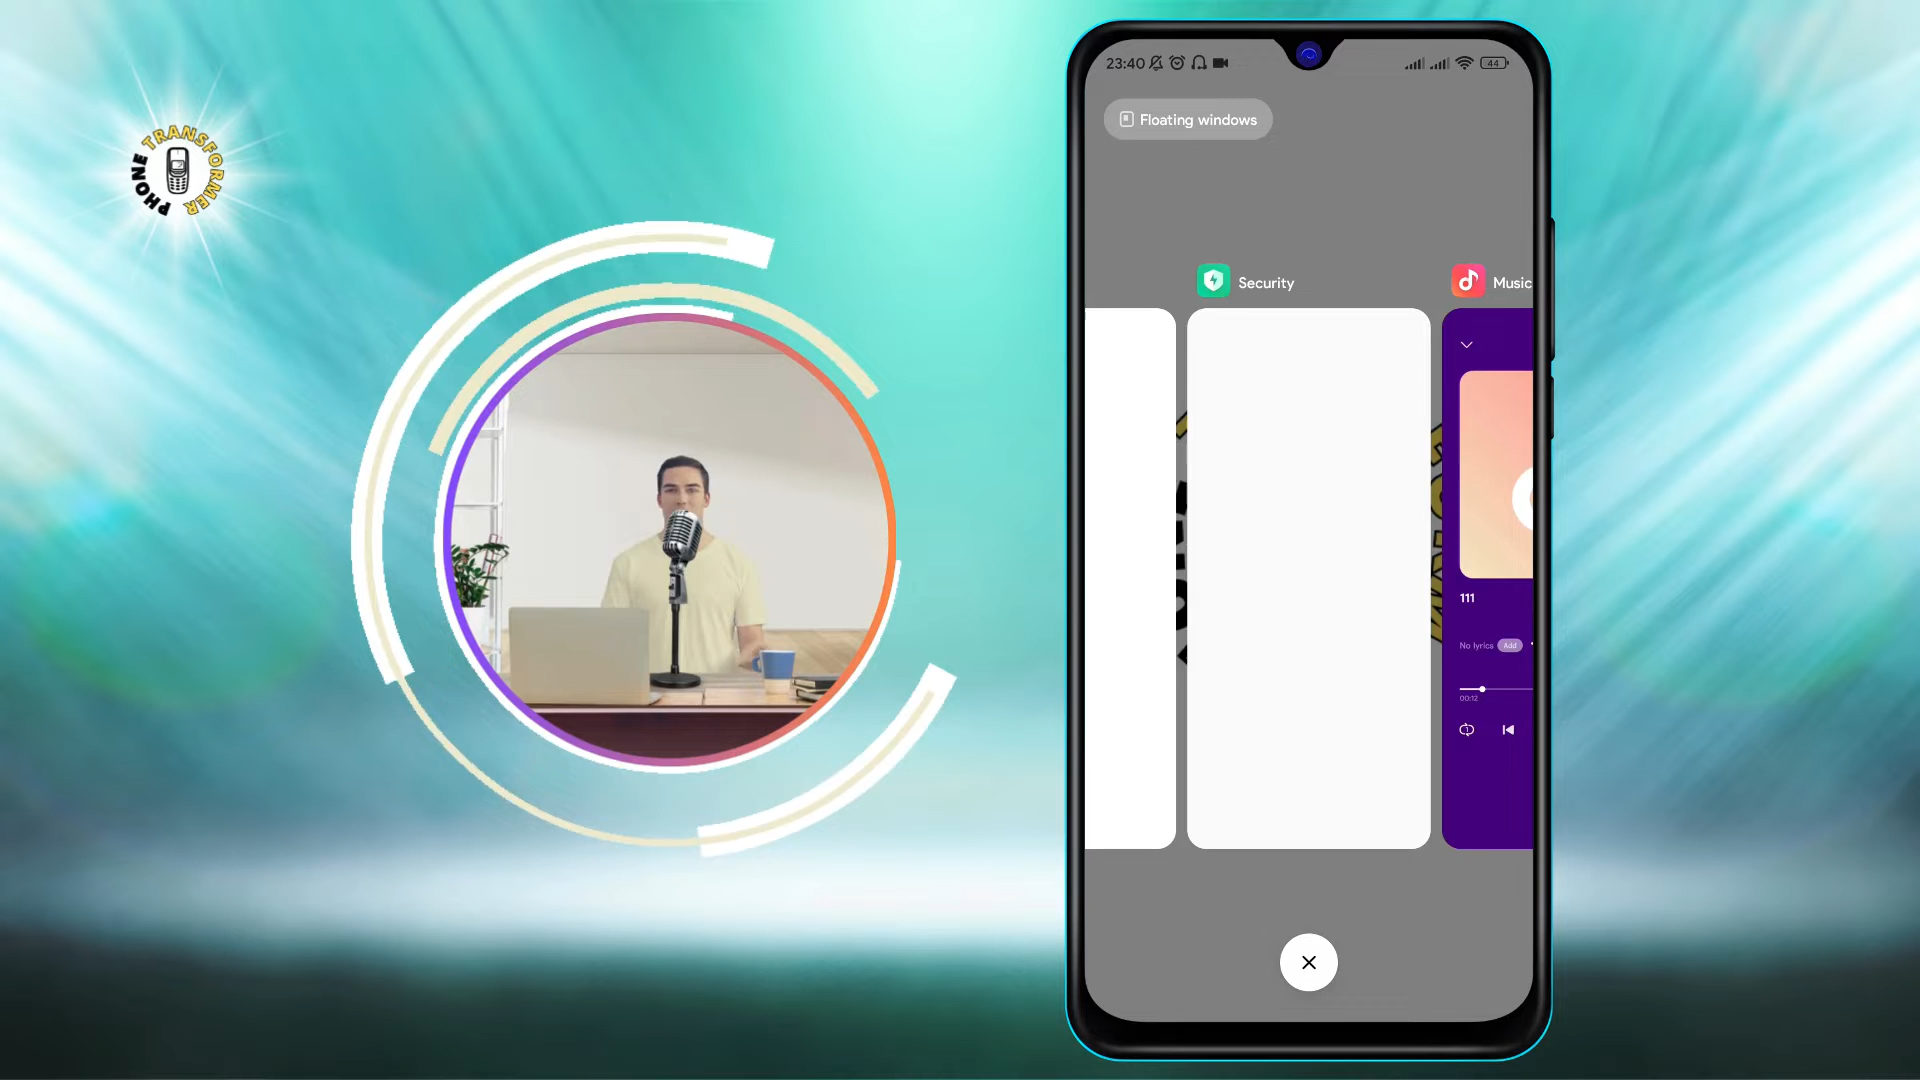 PHONE TRANSFORMER
23:40
44
Floating windows
Security
Music
111
No lyrics Add
00:12